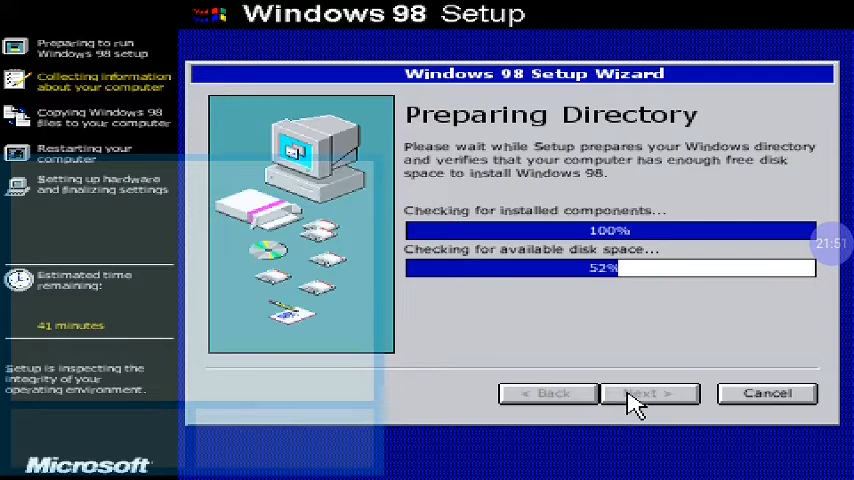 Windows 98 Setup
Preparing to run
Windows 98 setup
Collecting information
about your computer
Copying Windows 98
files to your computer
Restarting your
computer
Setting up hardware
and finalizing settings
Estimated time
remaining:
41 minutes
Setup is inspecting the
integrity of your
operating environment.
Microsoft
Windows 98 Setup Wizard
Preparing Directory
Please wait while Setup prepares your Windows directory
and verifies that your computer has enough free disk
space to install Windows 98.
Checking for installed components...
100%
Checking for available disk space...
52%
< Back
Next >
Cancel
21:51